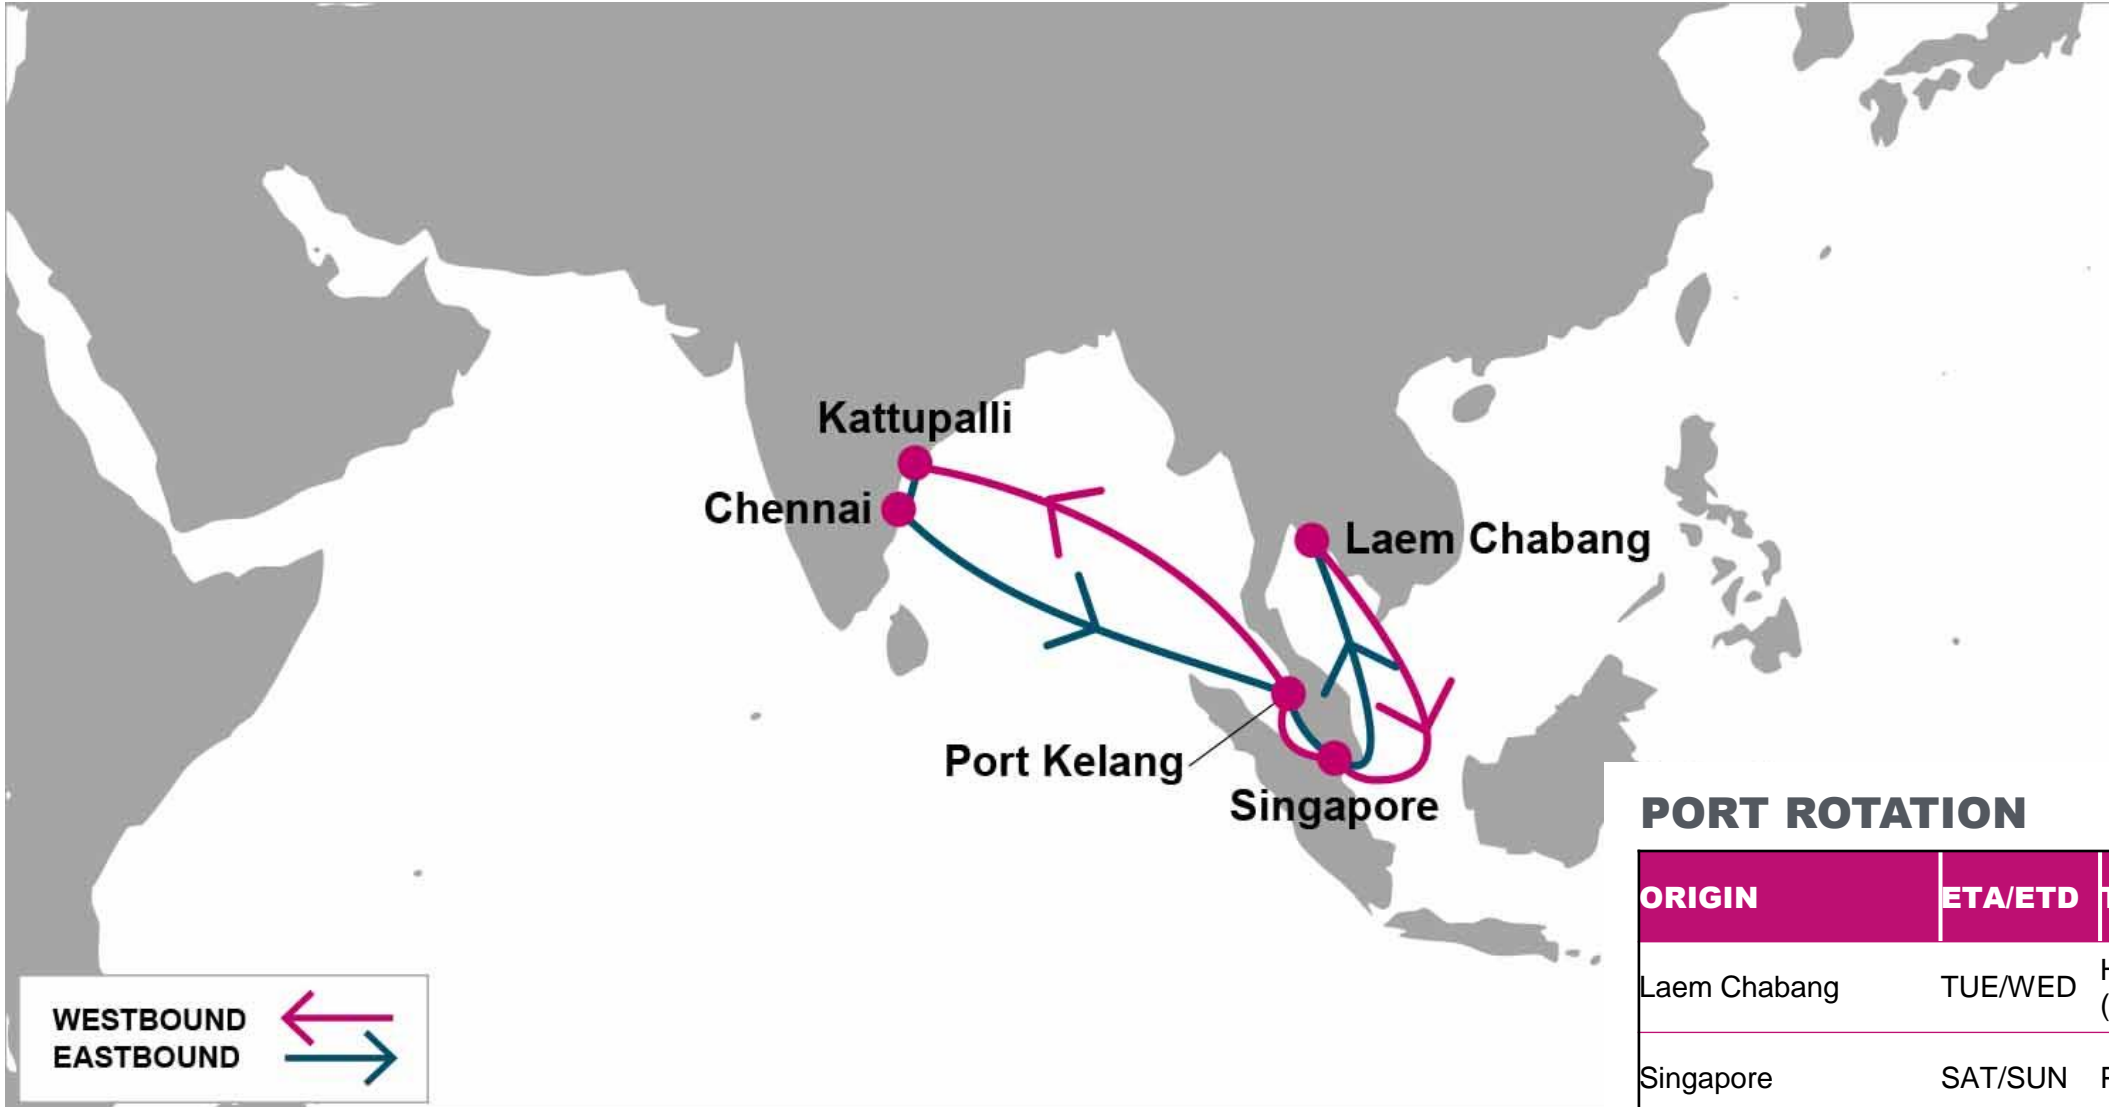 Kattupalli
Chennai
Laem Chabang
Port Kelang
Singapore
WESTBOUND
EASTBOUND
PORT ROTATION
ORIGIN ETA/ETD
Laem Chabang TUE/WED
Singapore SAT/SUN